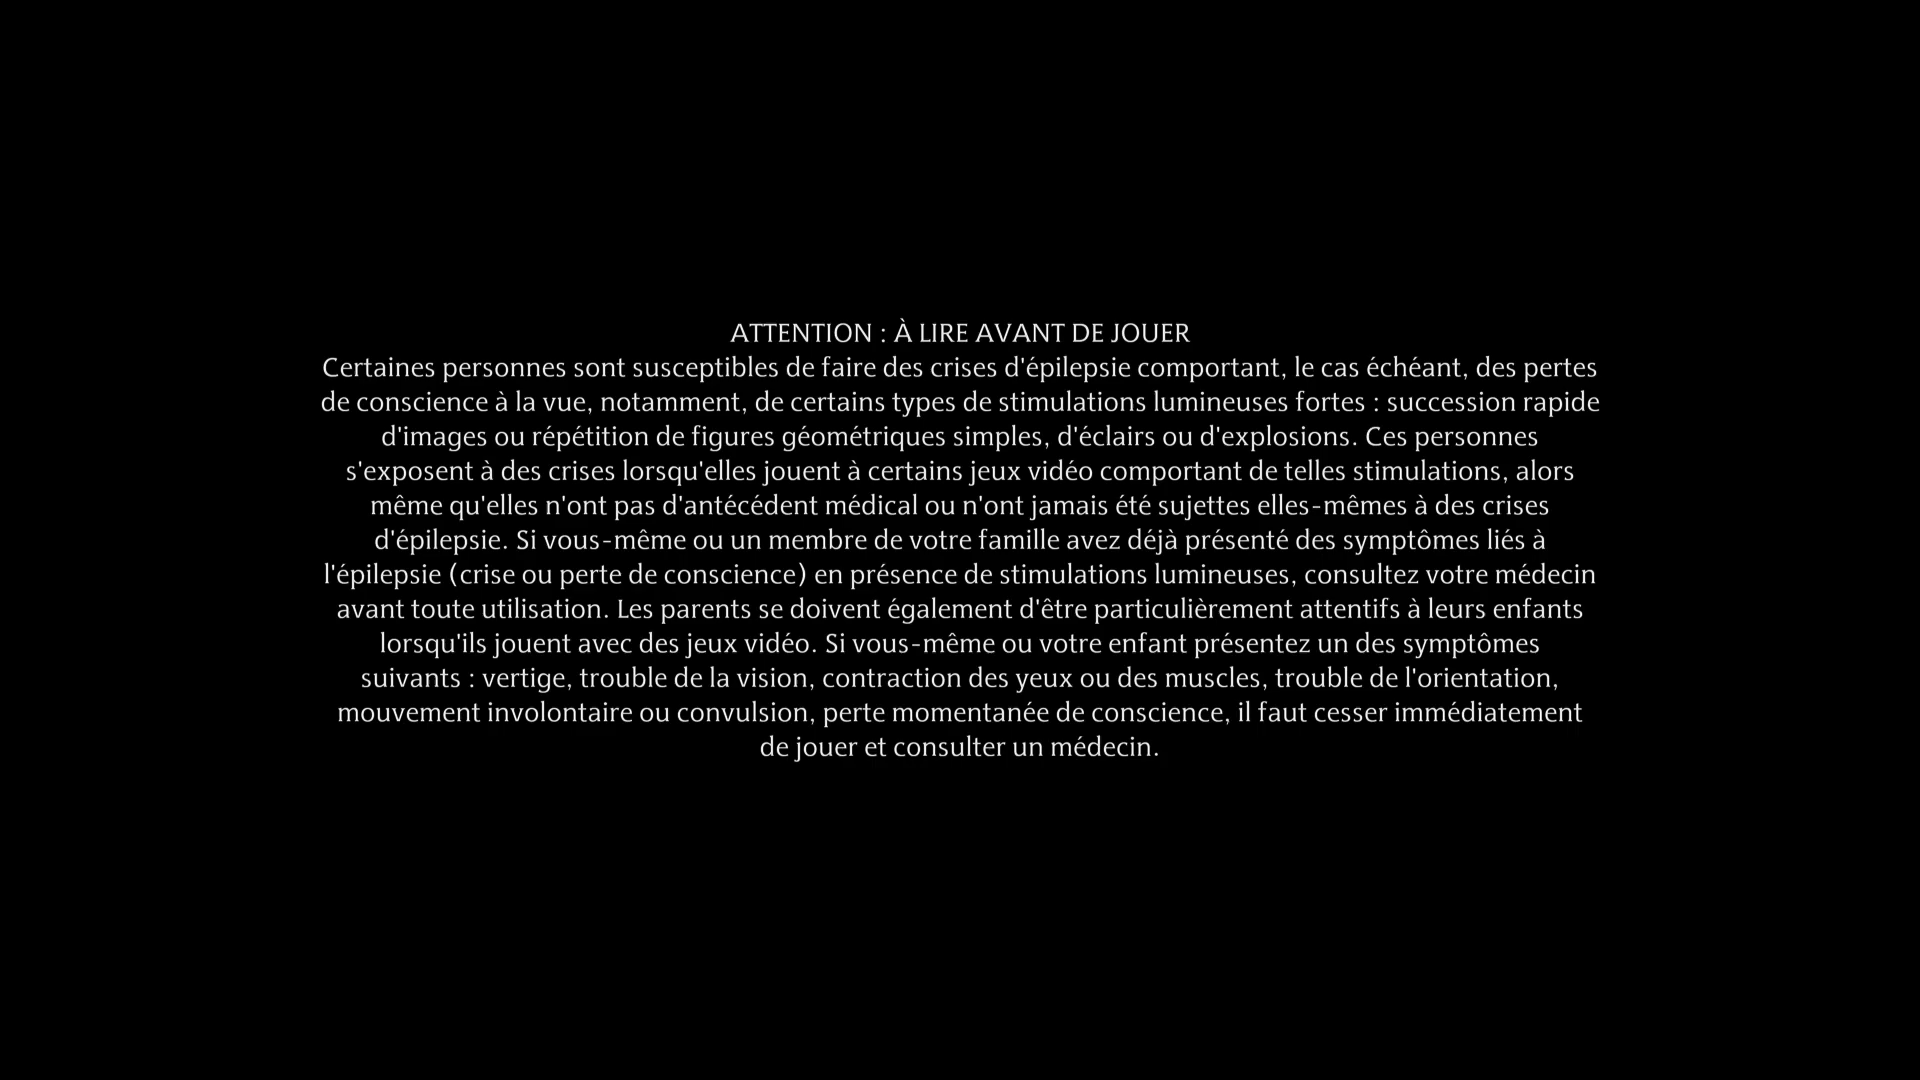 ATTENTION : À LIRE AVANT DE JOUER
Certaines personnes sont susceptibles de faire des crises d'épilepsie comportant, le cas échéant, des pertes
de conscience à la vue, notamment, de certains types de stimulations lumineuses fortes : succession rapide
d'images ou répétition de figures géométriques simples, d'éclairs ou d'explosions. Ces personnes
s'exposent à des crises lorsqu'elles jouent à certains jeux vidéo comportant de telles stimulations, alors
même qu'elles n'ont pas d'antécédent médical ou n'ont jamais été sujettes elles-mêmes à des crises
d'épilepsie. Si vous-même ou un membre de votre famille avez déjà présenté des symptômes liés à
l'épilepsie (crise ou perte de conscience) en présence de stimulations lumineuses, consultez votre médecin
avant toute utilisation. Les parents se doivent également d'être particulièrement attentifs à leurs enfants
lorsqu'ils jouent avec des jeux vidéo. Si vous-même ou votre enfant présentez un des symptômes
suivants : vertige, trouble de la vision, contraction des yeux ou des muscles, trouble de l'orientation,
mouvement involontaire ou convulsion, perte momentanée de conscience, il faut cesser immédiatement
de jouer et consulter un médecin.